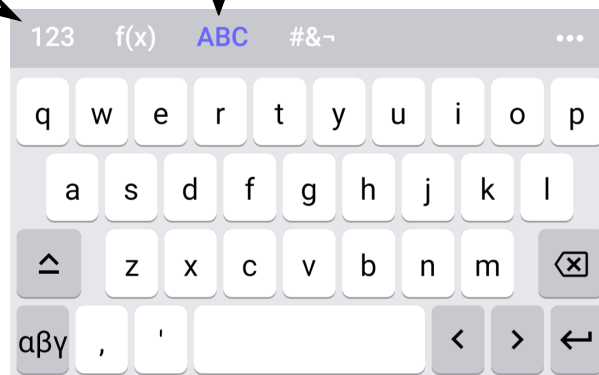 123 f(x) ABC #&¬ •••
q w e r t y u i o p
a s d f g h j k l
z x c v b n m
αβγ , ' < >